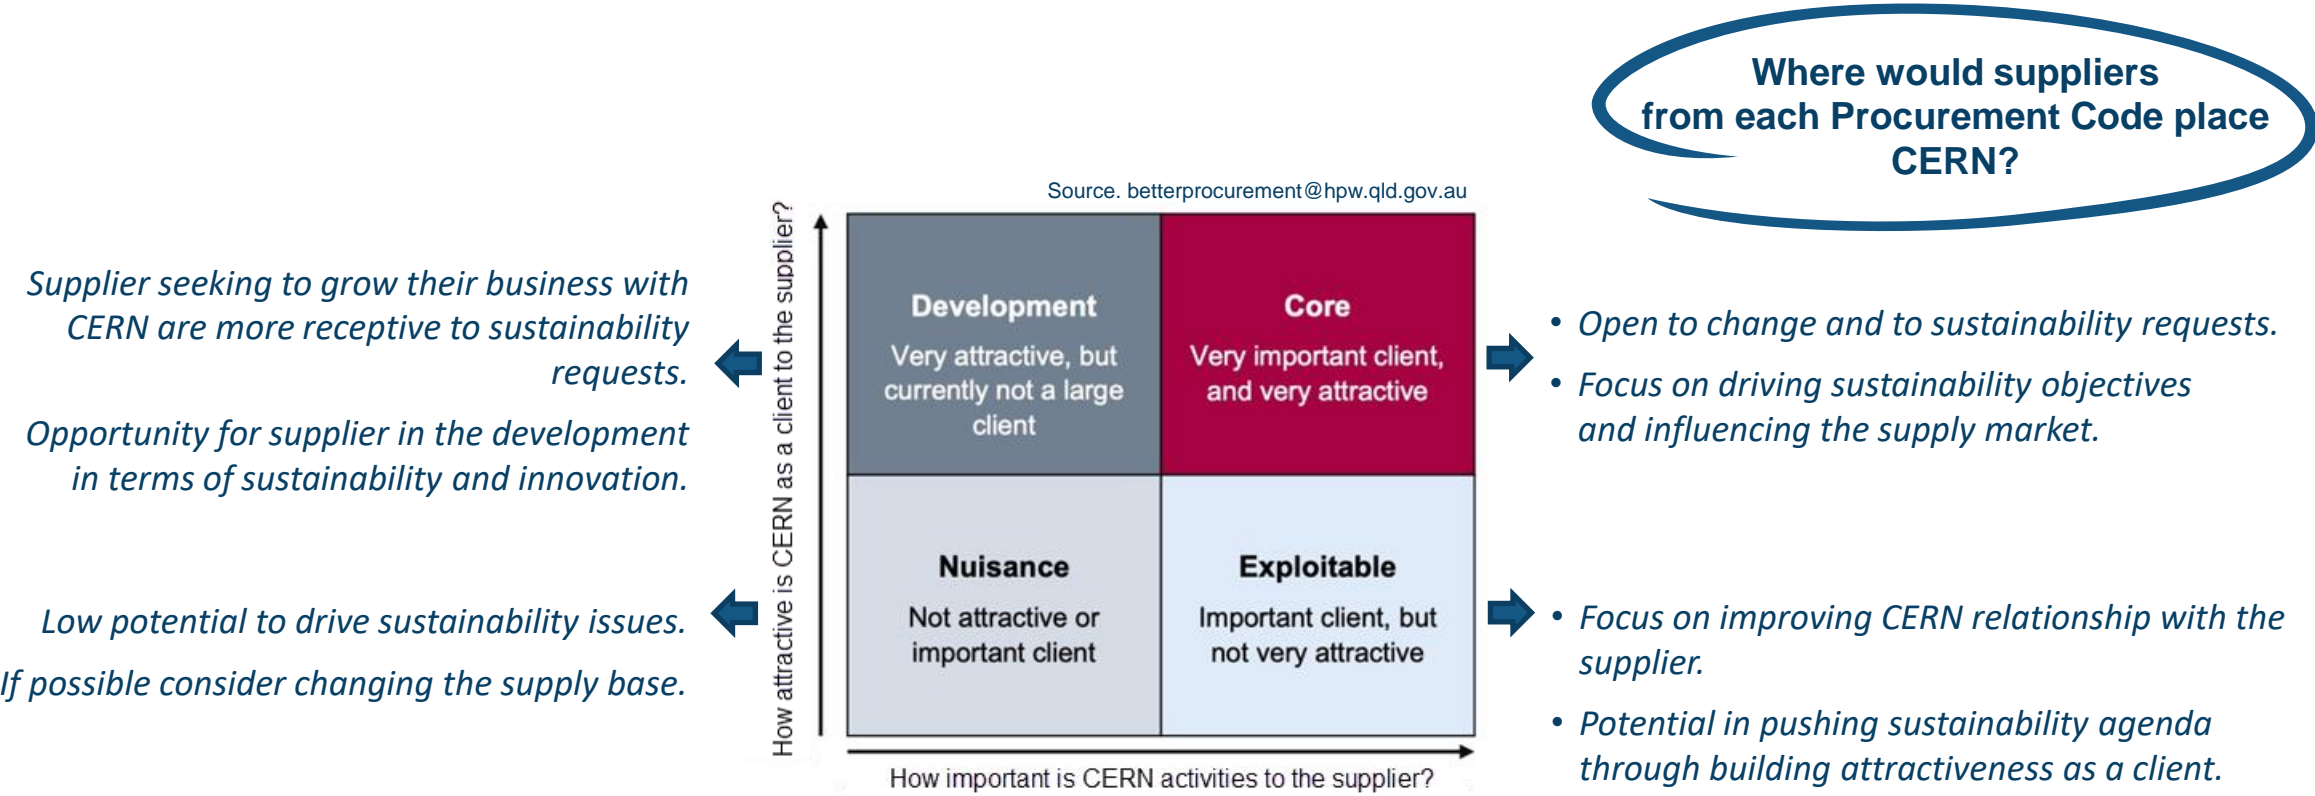 Where would suppliers
from each Procurement Code place
CERN?
Source. betterprocurement@hpw.qld.gov.au
Supplier seeking to grow their business with
CERN are more receptive to sustainability
requests.
Opportunity for supplier in the development
in terms of sustainability and innovation.
Low potential to drive sustainability issues.
If possible consider changing the supply base.
How attractive is CERN as a client to the supplier?
Development
Very attractive, but
currently not a large
client
Core
Very important client,
and very attractive
Nuisance
Not attractive or
important client
Exploitable
Important client, but
not very attractive
How important is CERN activities to the supplier?
• Open to change and to sustainability requests.
• Focus on driving sustainability objectives
and influencing the supply market.
• Focus on improving CERN relationship with the
supplier.
• Potential in pushing sustainability agenda
through building attractiveness as a client.